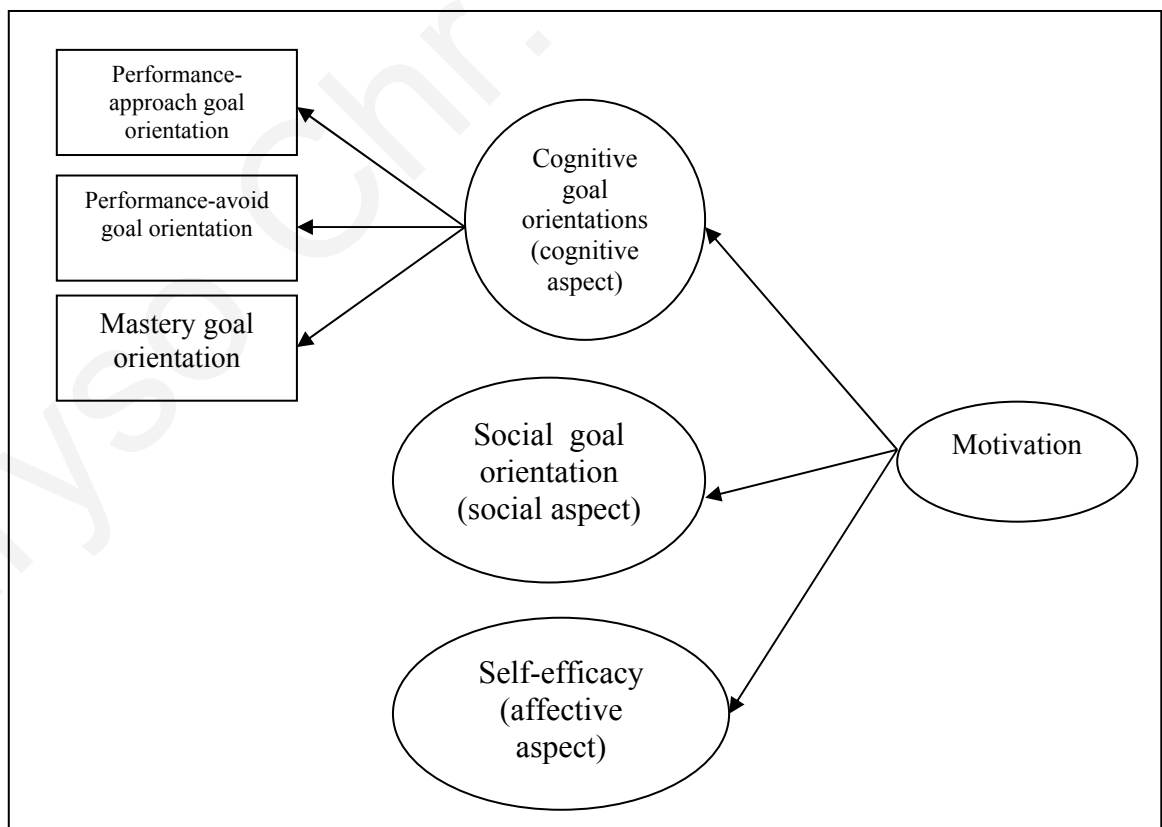 Performance-
approach goal
orientation
Performance-avoid
goal orientation
Mastery goal
orientation
Cognitive
goal
orientations
(cognitive
aspect)
Social goal
orientation
(social aspect)
Self-efficacy
(affective
aspect)
Motivation